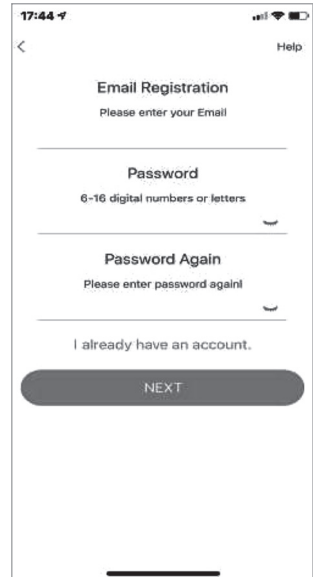 17:44
Help
Email Registration
Please enter your Email
Password
6-16 digital numbers or letters
Password Again
Please enter password again!
I already have an account.
NEXT